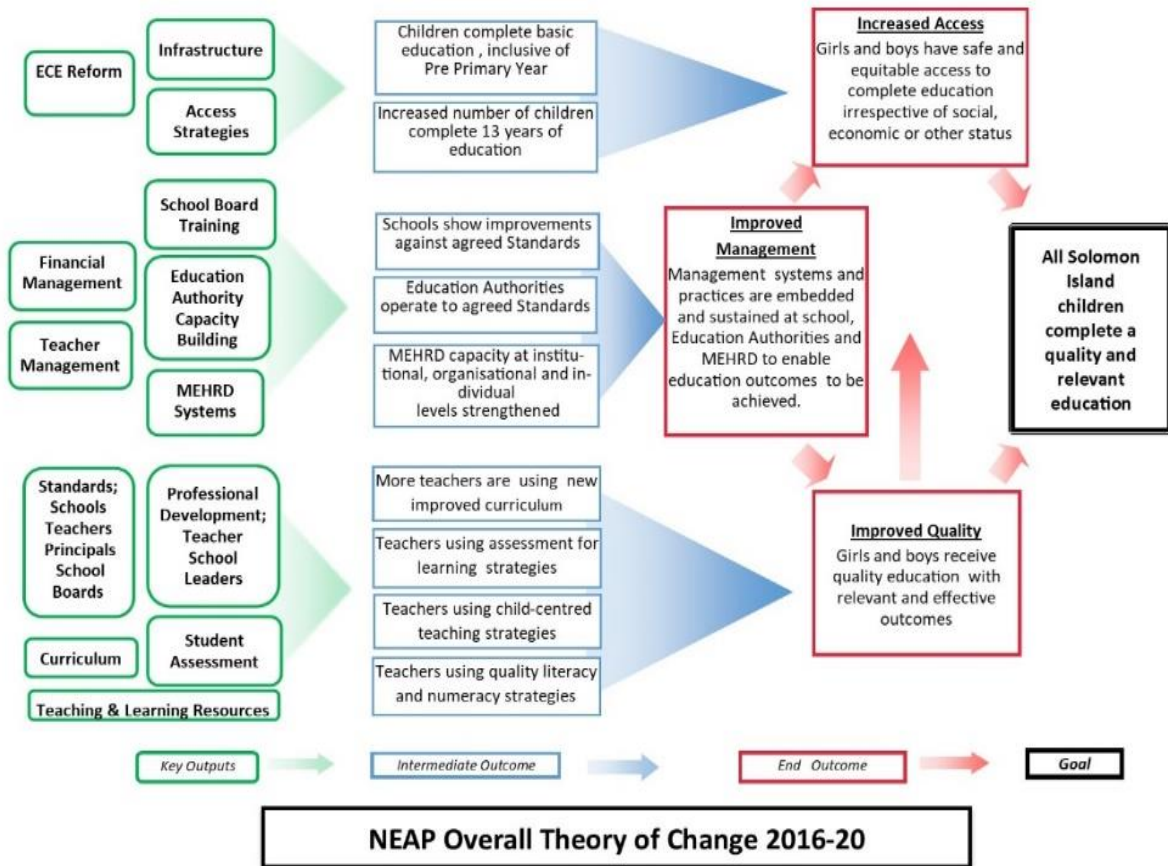 ECE Reform
Infrastructure
Access
Strategies
Children complete basic
education , inclusive of
Pre Primary Year
Increased number of children
complete 13 years of
education
Increased Access
Girls and boys have safe and
equitable access to
complete education
irrespective of social,
economic or other status
Financial
Management
Teacher
Management
School Board
Training
Education
Authority
Capacity
Building
MEHRD
Systems
Schools show improvements
against agreed Standards
Education Authorities
operate to agreed Standards
MEHRD capacity at institu-
tional, organisational and in-
dividual
levels strengthened
Improved
Management
Management systems and
practices are embedded
and sustained at school,
Education Authorities and
MEHRD to enable
education outcomes to be
achieved.
All Solomon
Island
children
complete a
quality and
relevant
education
Standards;
Schools
Teachers
Principals
School
Boards
Professional
Development;
Teacher
School
Leaders
Curriculum
Student
Assessment
Teaching & Learning Resources
More teachers are using new
improved curriculum
Teachers using assessment for
learning strategies
Teachers using child-centred
teaching strategies
Teachers using quality literacy
and numeracy strategies
Improved Quality
Girls and boys receive
quality education with
relevant and effective
outcomes
Key Outputs
Intermediate Outcome
End Outcome
Goal
NEAP Overall Theory of Change 2016-20